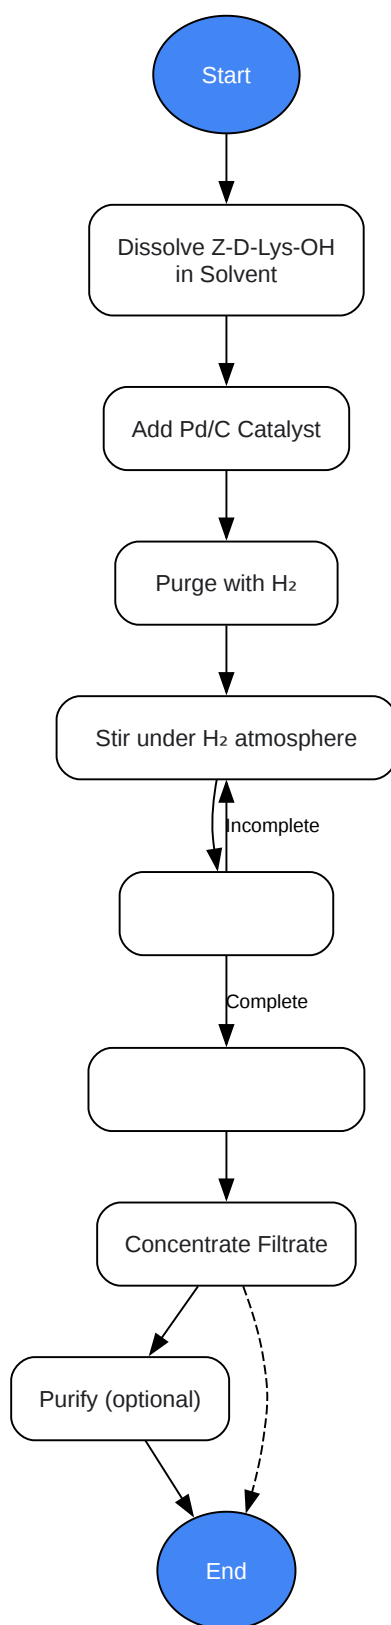 Start
Dissolve Z-D-Lys-OH
in Solvent
Add Pd/C Catalyst
Purge with H₂
Stir under H₂ atmosphere
Incomplete
Complete
Concentrate Filtrate
Purify (optional)
End